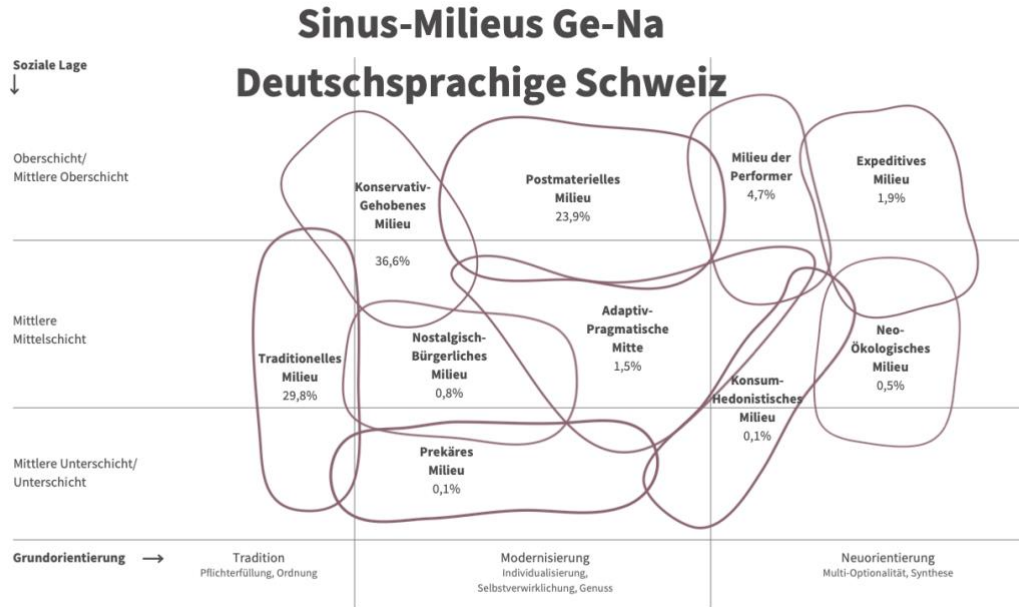 Sinus-Milieus Ge-Na
Deutschsprachige Schweiz
Soziale Lage
↓
Oberschicht/
Mittlere Oberschicht
Konservativ-
Gehobenes
Milieu
36,6%
Postmaterielles
Milieu
23,9%
Milieu der
Performer
4,7%
Expeditives
Milieu
1,9%
Mittlere
Mittelschicht
Traditionelles
Milieu
29,8%
Nostalgisch-
Bürgerliches
Milieu
0,8%
Adaptiv-
Pragmatische
Mitte
1,5%
Konsum-
Hedonistisches
Milieu
0,1%
Neo-
Ökologisches
Milieu
0,5%
Mittlere Unterschicht/
Unterschicht
Prekäres
Milieu
0,1%
Grundorientierung →
Tradition
Pflichterfüllung, Ordnung
Modernisierung
Individualisierung,
Selbstverwirklichung, Genuss
Neuorientierung
Multi-Optionalität, Synthese